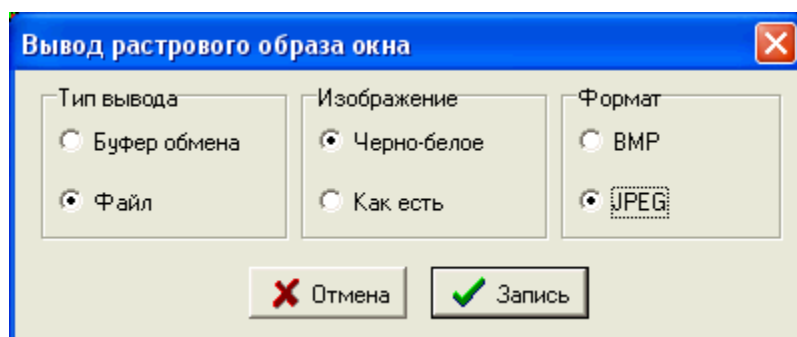 Вывод растрового образа окна
Тип вывода
Буфер обмена
Файл
Изображение
Черно-белое
Как есть
Формат
BMP
JPEG
Отмена
Запись